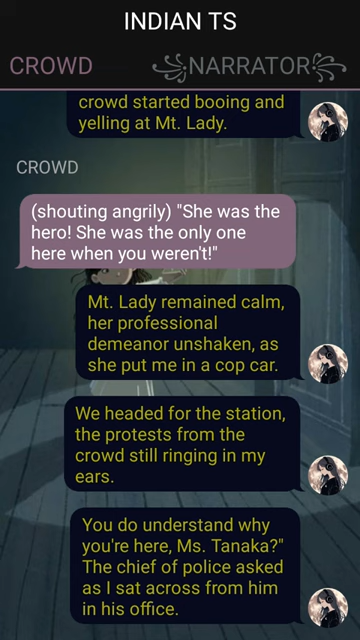 INDIAN TS
CROWD
NARRATOR
crowd started booing and
yelling at Mt. Lady.
CROWD
(shouting angrily) "She was the
hero! She was the only one
here when you weren't!"
Mt. Lady remained calm,
her professional
demeanor unshaken, as
she put me in a cop car.
We headed for the station,
the protests from the
crowd still ringing in my
ears.
You do understand why
you're here, Ms. Tanaka?"
The chief of police asked
as I sat across from him
in his office.